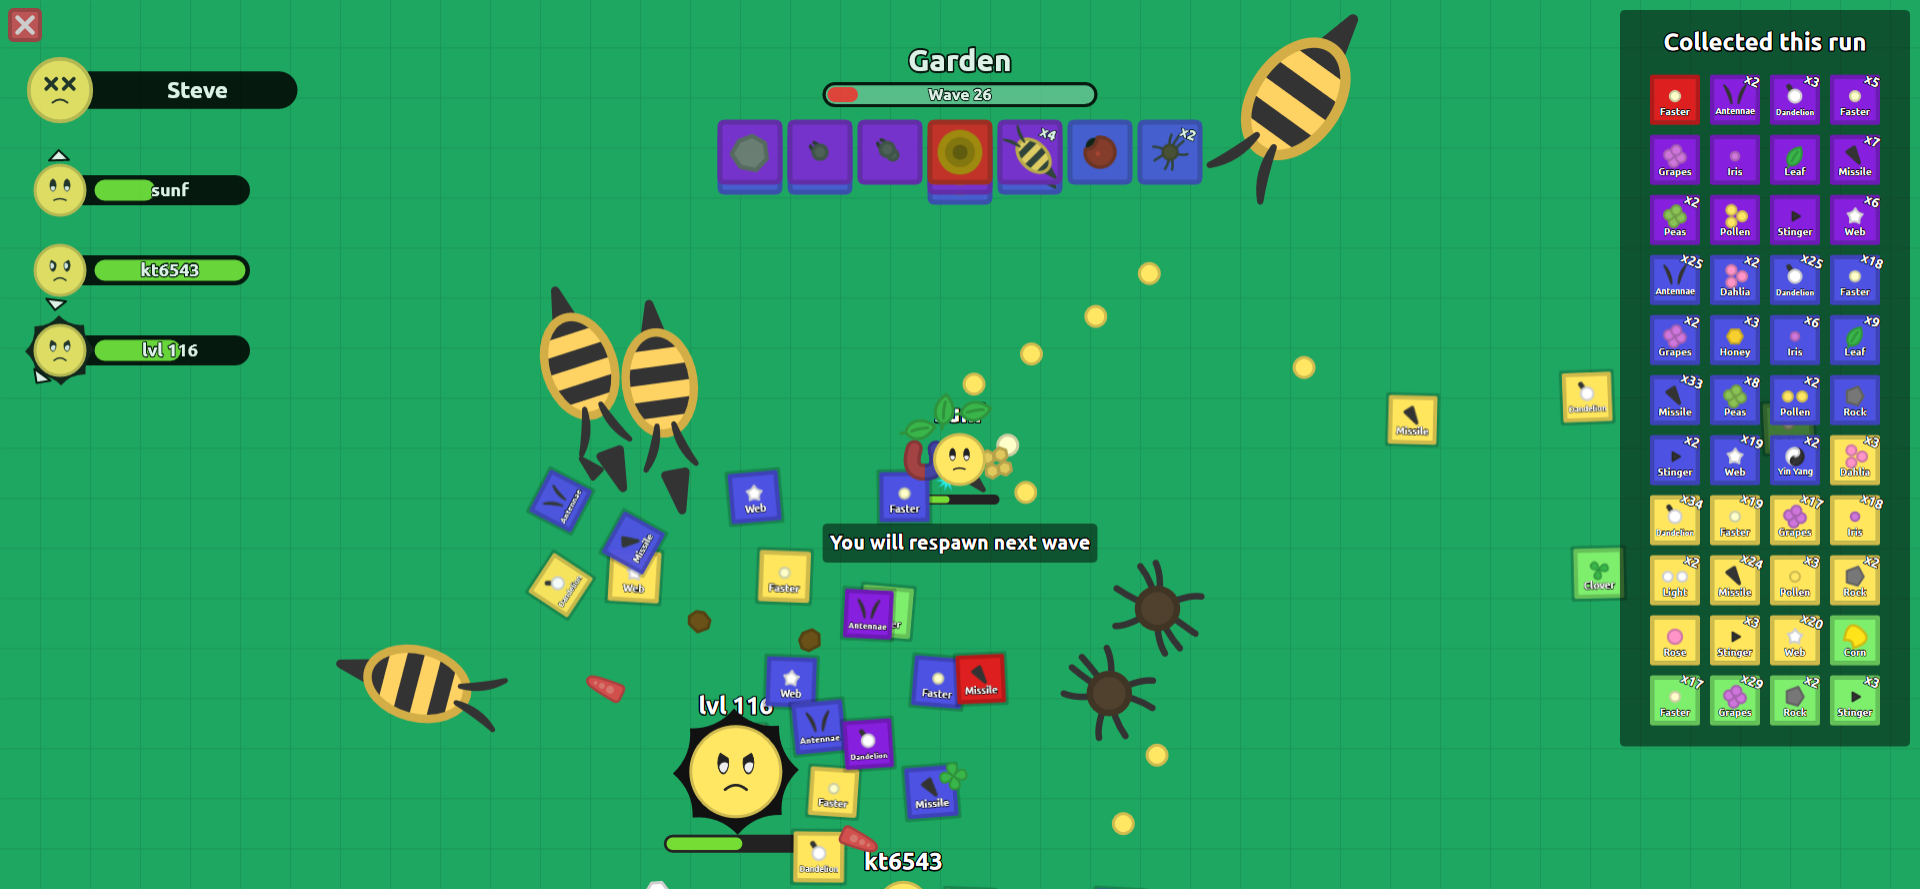 Garden
Wave 26
Steve
sunf
kt6543
lvl 116
x4
x2
Collected this run
Faster
x2
Antennae
x3
Dandelion
x5
Faster
Grapes
Iris
Leaf
x7
Missile
x2
Peas
Pollen
Stinger
x6
Web
x25
Antennae
x2
Dahlia
x25
Dandelion
x18
Faster
x2
Grapes
x3
Honey
x6
Iris
x9
Leaf
x33
Missile
x8
Peas
x2
Pollen
Rock
x2
Stinger
x19
Web
x2
Yin Yang
x3
Dahlia
x34
Dandelion
x19
Faster
x17
Grapes
x18
Iris
x2
Light
x24
Missile
x3
Pollen
x2
Rock
Rose
x3
Stinger
x20
Web
Corn
x17
Faster
x29
Grapes
x2
Rock
x3
Stinger
Dandelion
Missile
Antennae
Web
Faster
You will respawn next wave
Missile
Dandelion
Web
Faster
Clover
Antennae
Web
Faster
Missile
lvl 116
Antennae
Dandelion
Faster
Missile
Dandelion
kt6543